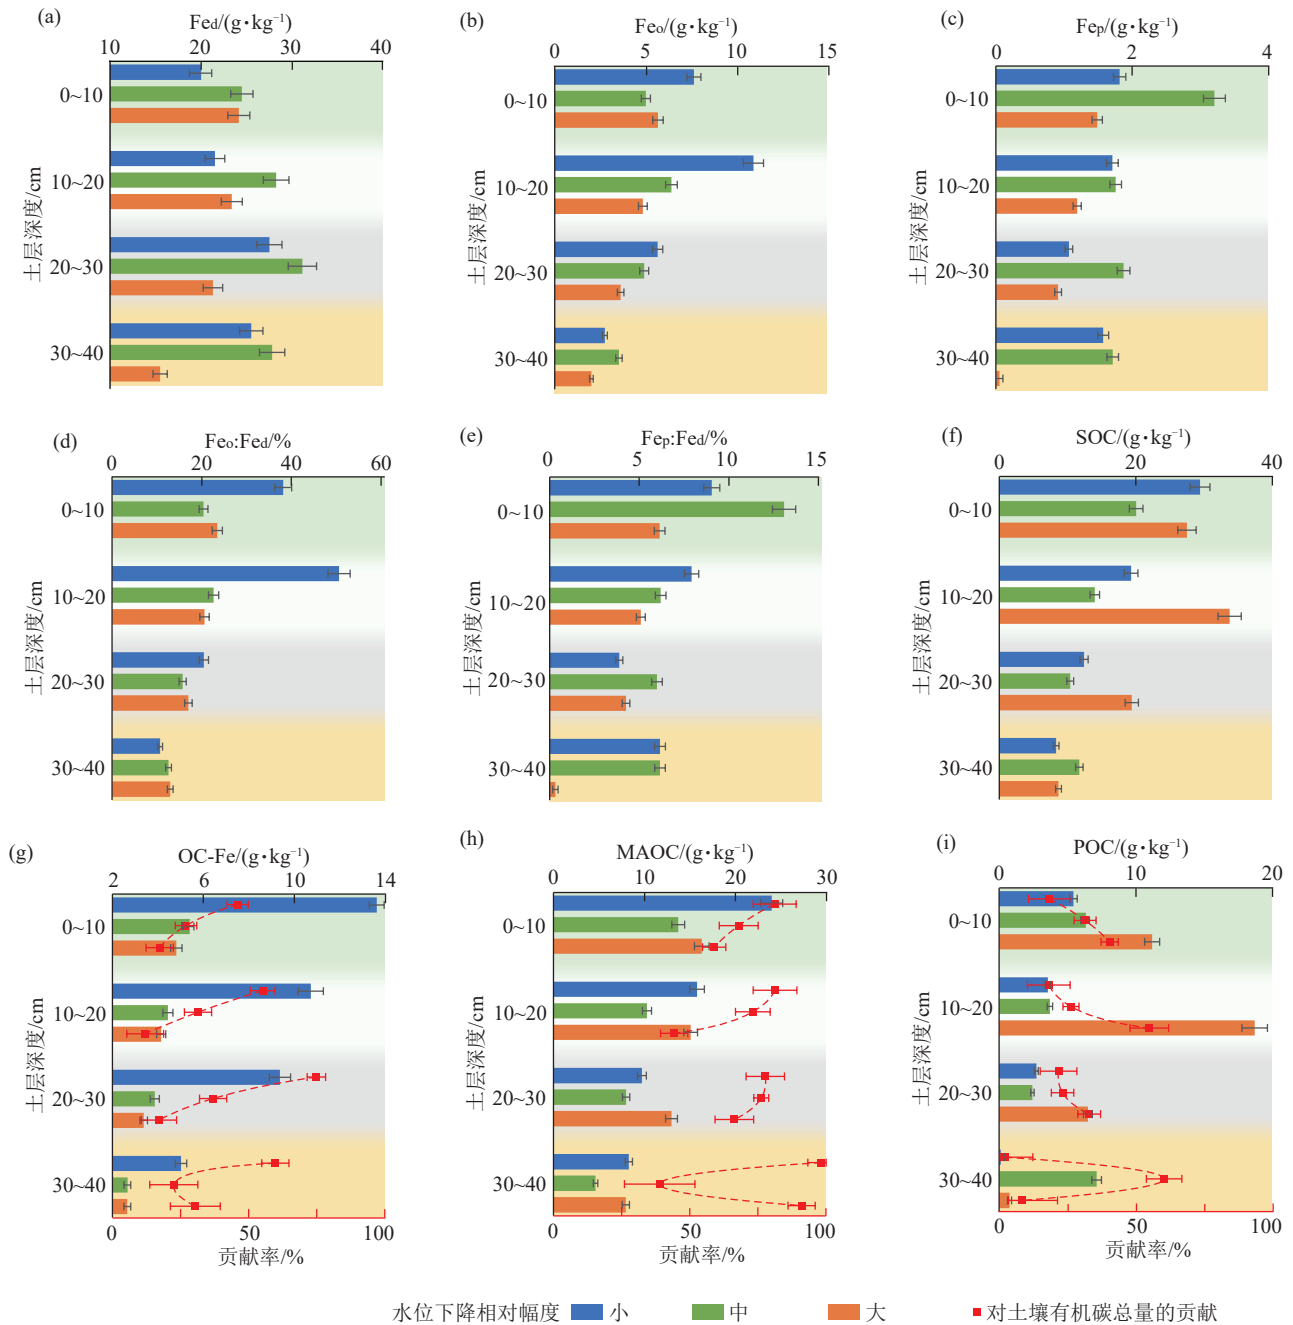 (a)
Fed/(g•kg⁻¹)
10 20 30 40
0~10
10~20
20~30
30~40
土层深度/cm
(b)
Feo/(g•kg⁻¹)
0 5 10 15
0~10
10~20
20~30
30~40
土层深度/cm
(c)
Fep/(g•kg⁻¹)
0 2 4
0~10
10~20
20~30
30~40
土层深度/cm
(d)
Feo:Fed/%
0 20 40 60
0~10
10~20
20~30
30~40
土层深度/cm
(e)
Fep:Fed/%
0 5 10 15
0~10
10~20
20~30
30~40
土层深度/cm
(f)
SOC/(g•kg⁻¹)
0 20 40
0~10
10~20
20~30
30~40
土层深度/cm
(g)
OC-Fe/(g•kg⁻¹)
2 6 10 14
0~10
10~20
20~30
30~40
土层深度/cm
0 50 100
贡献率/%
(h)
MAOC/(g•kg⁻¹)
0 10 20 30
0~10
10~20
20~30
30~40
土层深度/cm
0 50 100
贡献率/%
(i)
POC/(g•kg⁻¹)
0 10 20
0~10
10~20
20~30
30~40
土层深度/cm
0 50 100
贡献率/%
水位下降相对幅度 小 中 大 对土壤有机碳总量的贡献